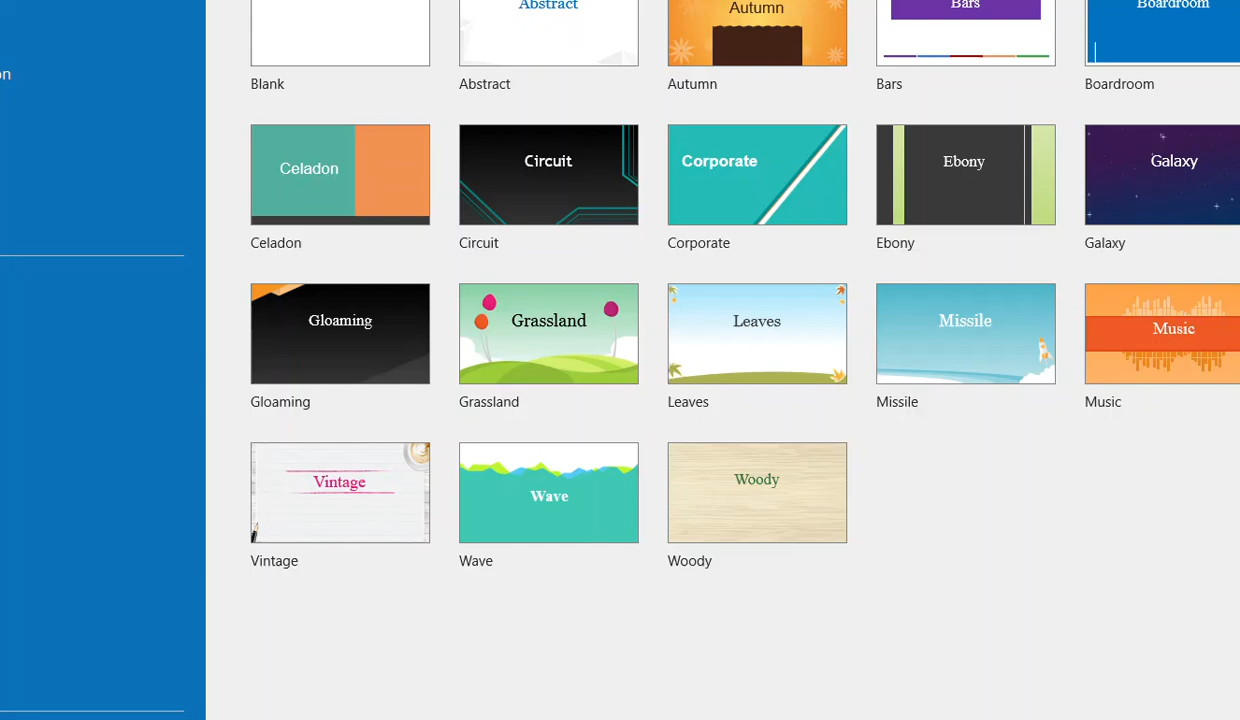 Abstract
Autumn
Bars
Boardroom
Blank
Abstract
Autumn
Bars
Boardroom
on
Celadon
Circuit
Corporate
Ebony
Galaxy
Celadon
Circuit
Corporate
Ebony
Galaxy
Gloaming
Grassland
Leaves
Missile
Music
Gloaming
Grassland
Leaves
Missile
Music
Vintage
Wave
Woody
Vintage
Wave
Woody